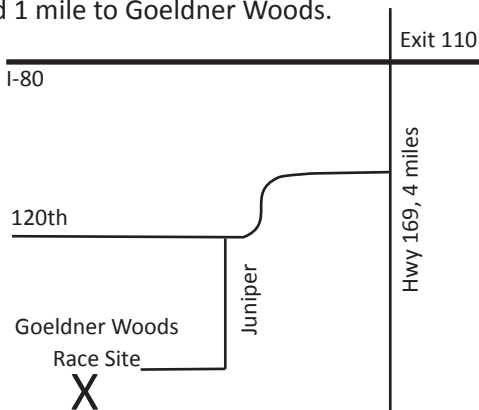 1 mile to Goeldner Woods.
Exit 110
I-80
Hwy 169, 4 miles
120th
Juniper
Goeldner Woods
Race Site
X